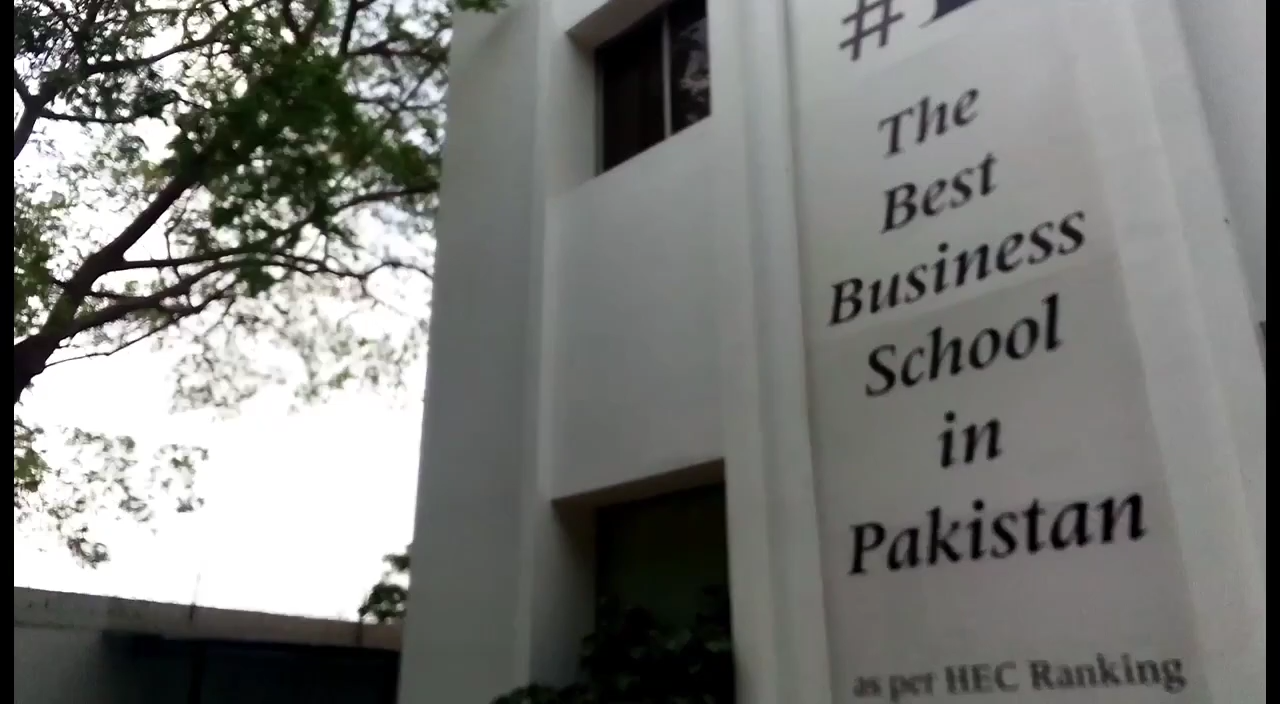 #
The
Best
Business
School
in
Pakistan
as per HEC Ranking